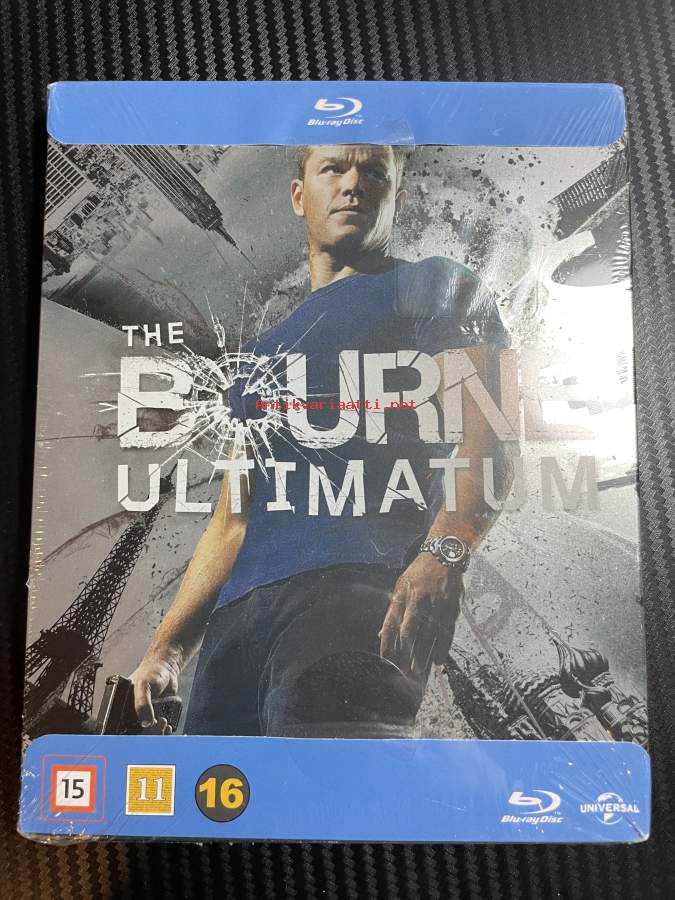 Blu-ray Disc
THE
BOURNE
Antikvariaatti.net
ULTIMATUM
15
11
16
Blu-ray Disc
UNIVERSAL